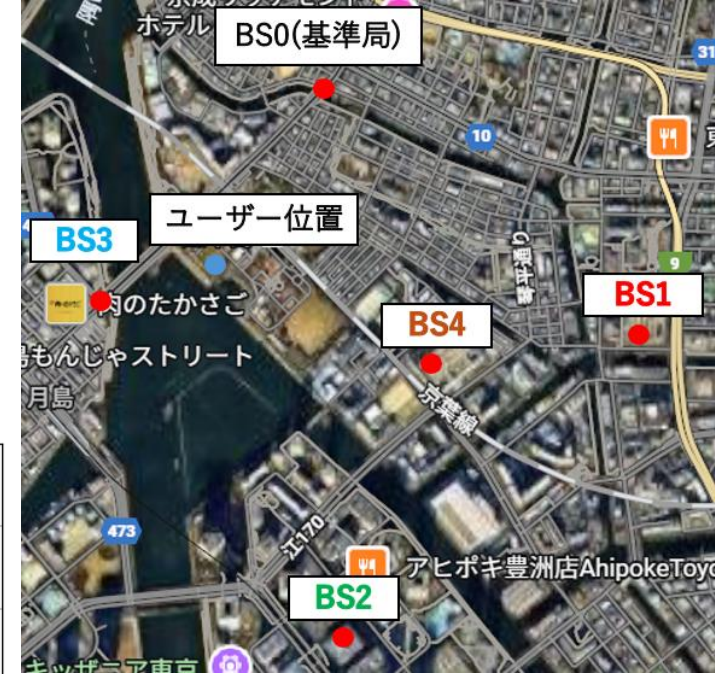 ホテル
BS0(基準局)
31
10
ユーザー位置
BS3
9
BS1
肉のたかさご
BS4
もんじゃストリート
月島
京葉線
473
江170
アヒポキ豊洲店AhipokeToyo
BS2
キッザニア東京